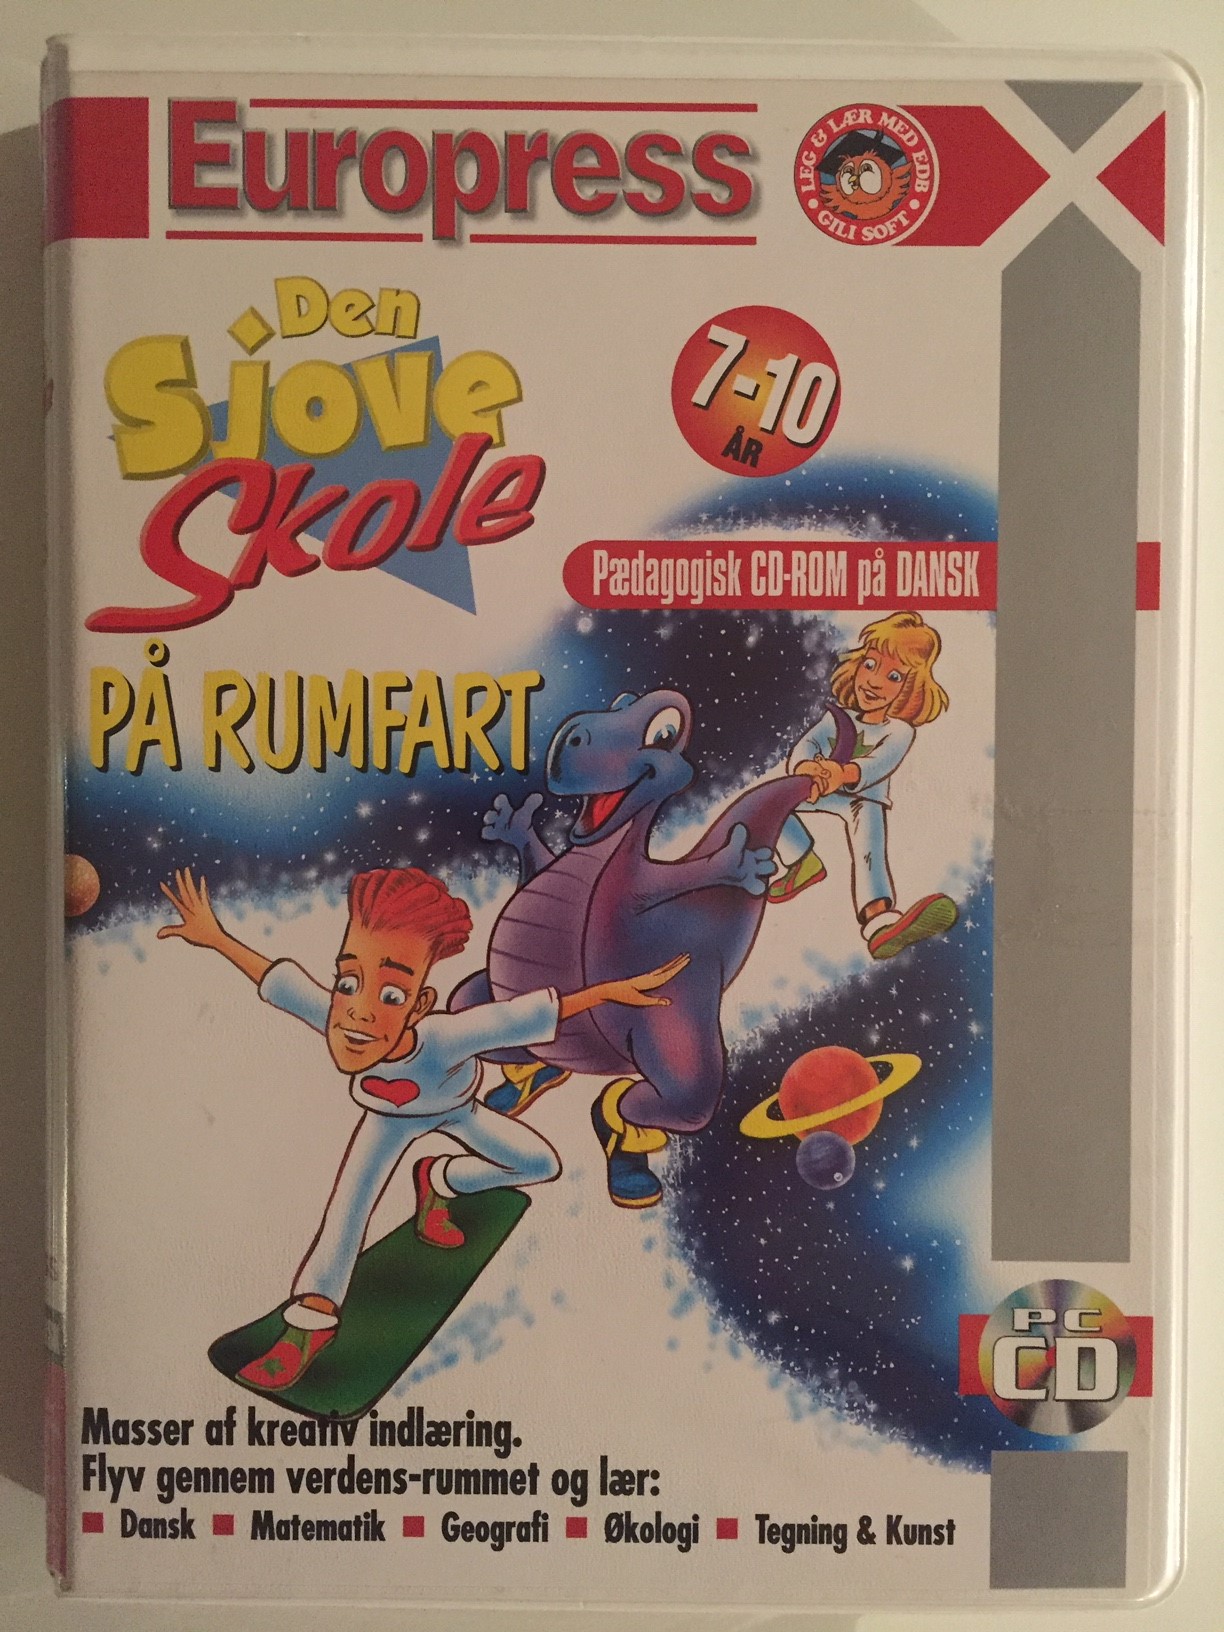 Europress
LEG & LÆR MED EDB
• GILI SOFT •
Den
Sjove
Skole
7-10
ÅR
Pædagogisk CD-ROM på DANSK
PÅ RUMFART
PC
CD
Masser af kreativ indlæring.
Flyv gennem verdens-rummet og lær:
■ Dansk ■ Matematik ■ Geografi ■ Økologi ■ Tegning & Kunst